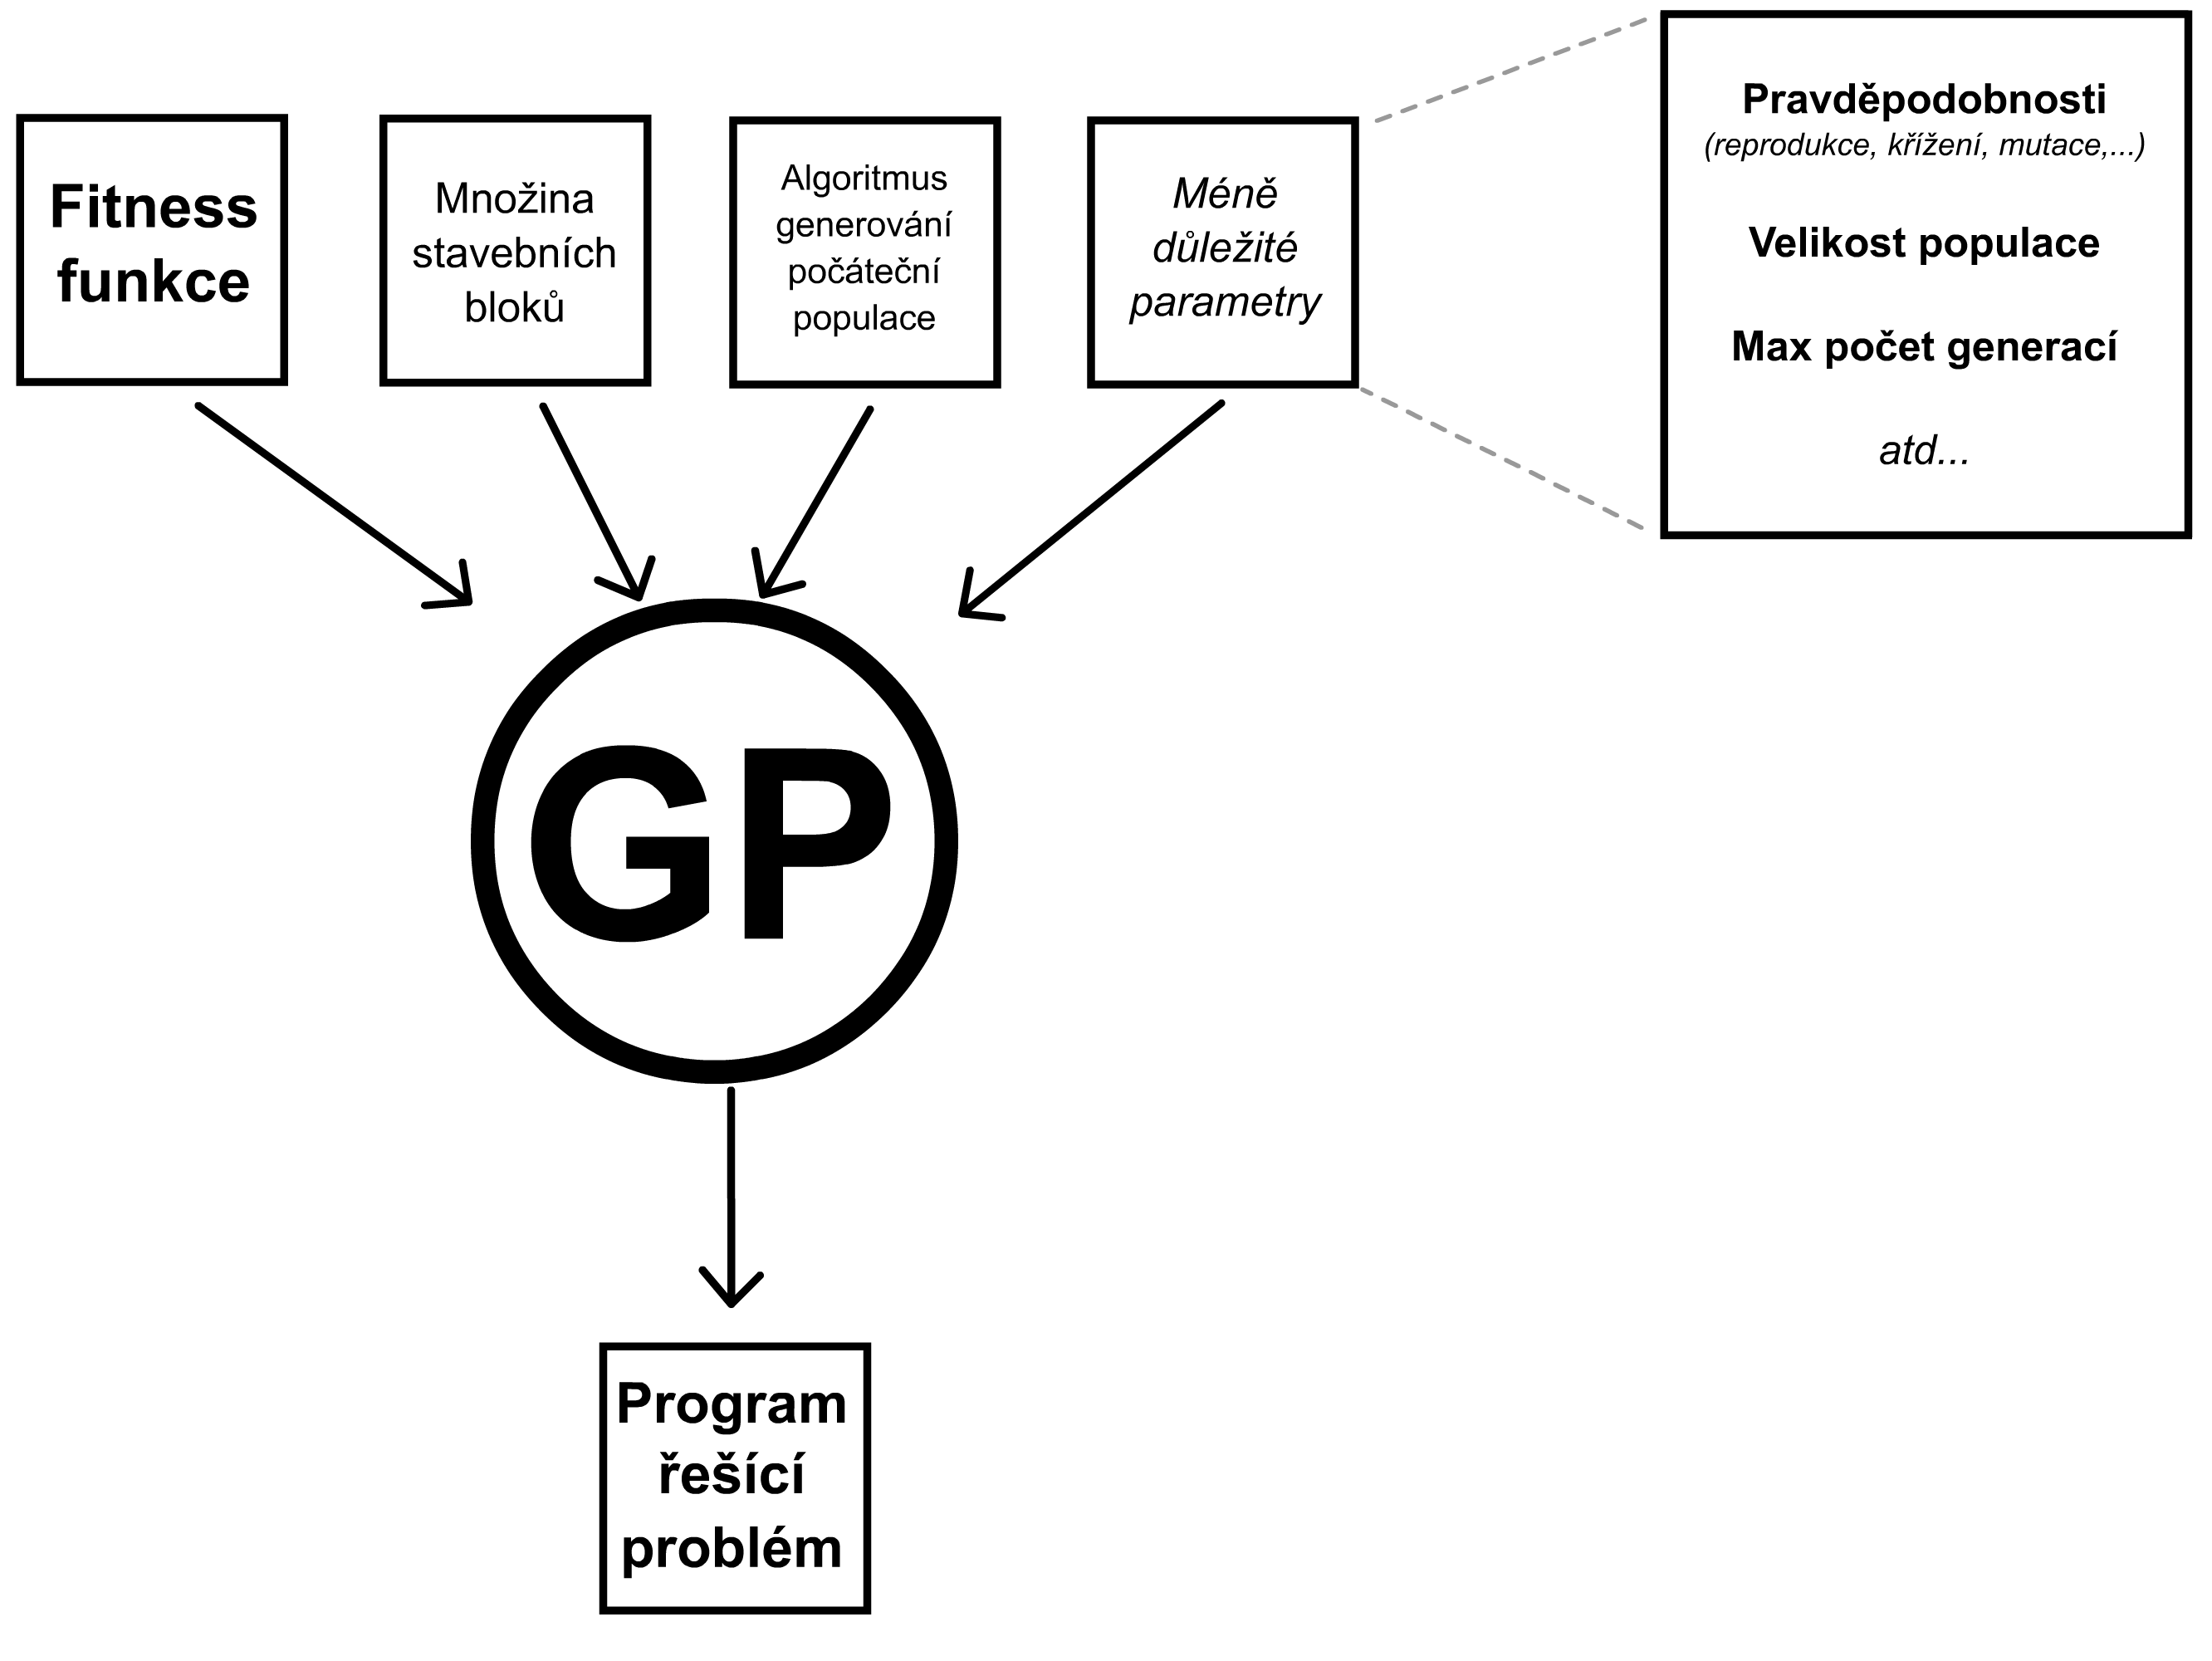 Fitness
funkce
Množina
stavebních
bloků
Algoritmus
generování
počáteční
populace
Méně
důležité
parametry
Pravděpodobnosti
(reprodukce, křížení, mutace,...)
Velikost populace
Max počet generací
atd...
GP
Program
řešící
problém